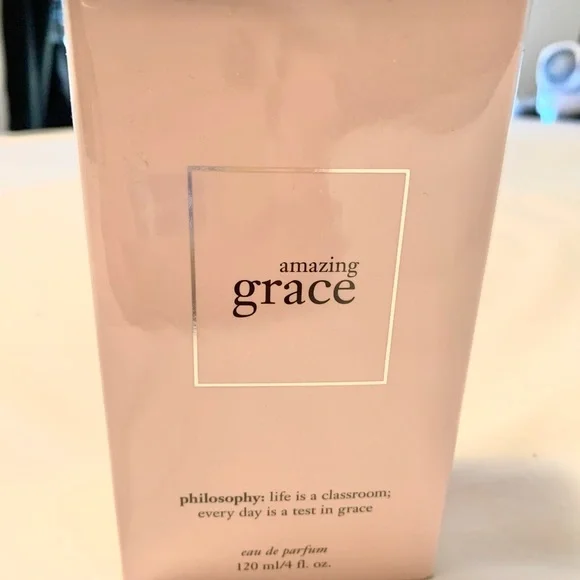 amazing
grace
philosophy: life is a classroom;
every day is a test in grace
eau de parfum
120 ml/4 fl. oz.